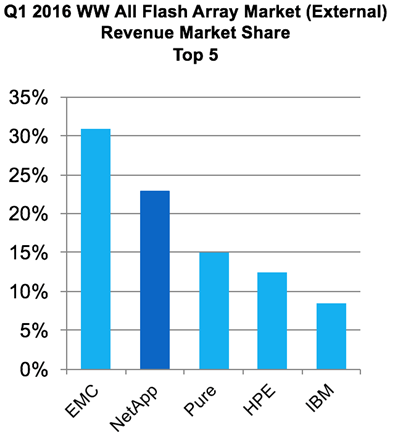 Q1 2016 WW All Flash Array Market (External)
Revenue Market Share
Top 5
35%
30%
25%
20%
15%
10%
5%
0%
EMC
NetApp
Pure
HPE
IBM